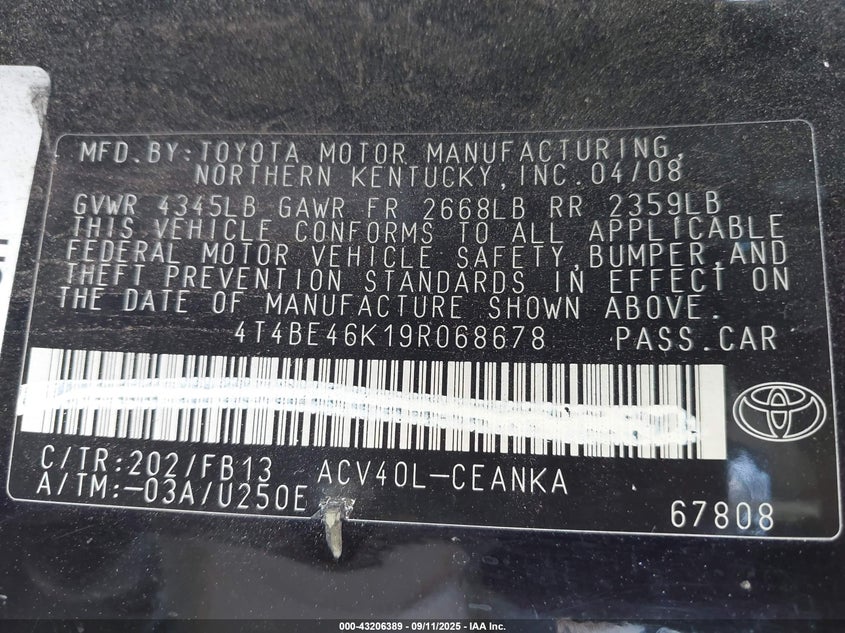 MFD.BY:TOYOTA MOTOR MANUFACTURING,
NORTHERN KENTUCKY,INC.04/08
GVWR 4345LB GAWR FR 2668LB RR 2359LB
THIS VEHICLE CONFORMS TO ALL APPLICABLE
FEDERAL MOTOR VEHICLE SAFETY,BUMPER,AND
THEFT PREVENTION STANDARDS IN EFFECT ON
THE DATE OF MANUFACTURE SHOWN ABOVE.
4T4BE46K19R068678 PASS.CAR
C/TR:202/FB13 ACV40L-CEANKA
A/TM:-03A/U250E
67808
000-43206389 - 09/11/2025 - IAA Inc.